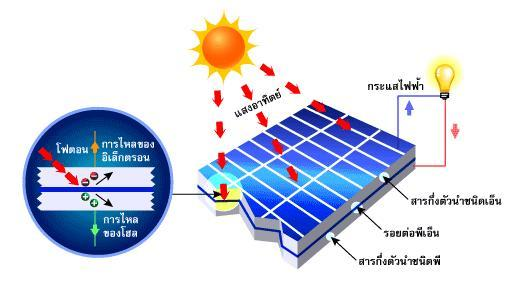 แสงอาทิตย์
กระแสไฟฟ้า
โฟตอน
การไหลของ
อิเล็กตรอน
การไหล
ของโฮล
สารกึ่งตัวนำชนิดเอ็น
รอยต่อพีเอ็น
สารกึ่งตัวนำชนิดพี